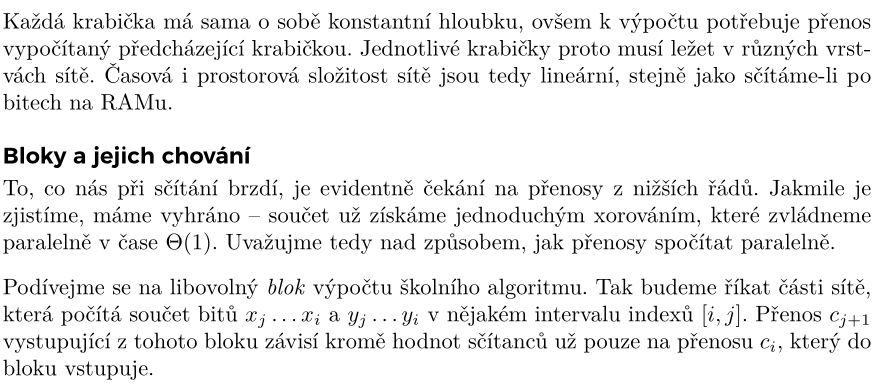 Každá krabička má sama o sobě konstantní hloubku, ovšem k výpočtu potřebuje přenos
vypočítaný předcházející krabičkou. Jednotlivé krabičky proto musí ležet v různých vrst-
vách sítě. Časová i prostorová složitost sítě jsou tedy lineární, stejně jako sčítáme-li po
bitech na RAMu.
Bloky a jejich chování
To, co nás při sčítání brzdí, je evidentně čekání na přenosy z nižších řádů. Jakmile je
zjistíme, máme vyhráno – součet už získáme jednoduchým xorováním, které zvládneme
paralelně v čase Θ(1). Uvažujme tedy nad způsobem, jak přenosy spočítat paralelně.
Podívejme se na libovolný blok výpočtu školního algoritmu. Tak budeme říkat části sítě,
která počítá součet bitů x_j … x_i a y_j … y_i v nějakém intervalu indexů [i, j]. Přenos c_{j+1}
vystupující z tohoto bloku závisí kromě hodnot sčítanců už pouze na přenosu c_i, který do
bloku vstupuje.